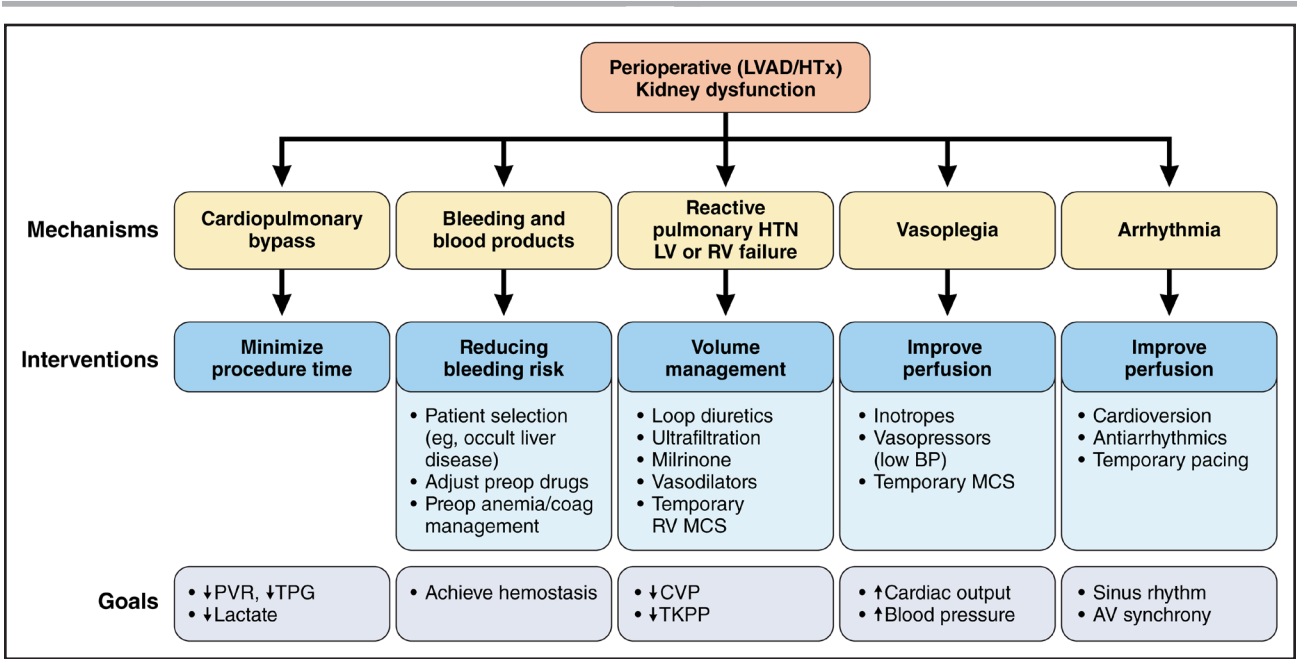 Perioperative (LVAD/HTx)
Kidney dysfunction
Mechanisms
Cardiopulmonary
bypass
Bleeding and
blood products
Reactive
pulmonary HTN
LV or RV failure
Vasoplegia
Arrhythmia
Interventions
Minimize
procedure time
Reducing
bleeding risk
• Patient selection
(eg, occult liver
disease)
• Adjust preop drugs
• Preop anemia/coag
management
Volume
management
• Loop diuretics
• Ultrafiltration
• Milrinone
• Vasodilators
• Temporary
RV MCS
Improve
perfusion
• Inotropes
• Vasopressors
(low BP)
• Temporary MCS
Improve
perfusion
• Cardioversion
• Antiarrhythmics
• Temporary pacing
Goals
• ↓PVR, ↓TPG
• ↓Lactate
• Achieve hemostasis
• ↓CVP
• ↓TKPP
• ↑Cardiac output
• ↑Blood pressure
• Sinus rhythm
• AV synchrony